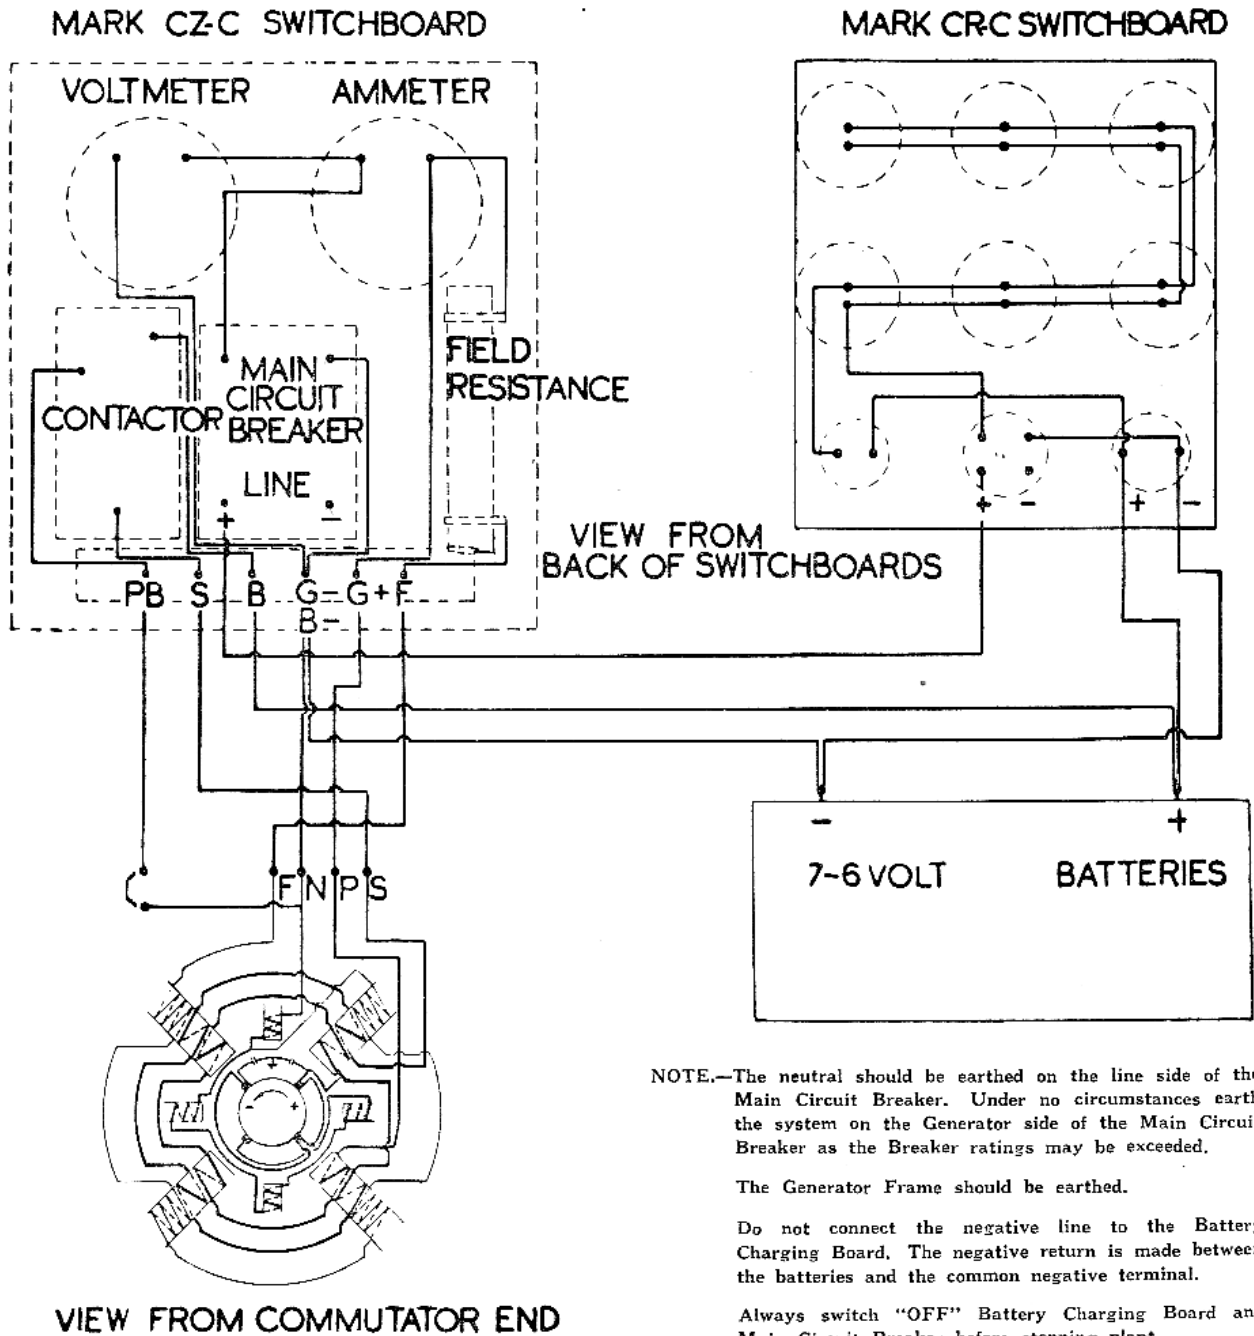 MARK CZ-C SWITCHBOARD
MARK CR-C SWITCHBOARD
VOLTMETER
AMMETER
MAIN
CIRCUIT
BREAKER
CONTACTOR
LINE
+
-
FIELD
RESISTANCE
+
-
+
-
VIEW FROM
BACK OF SWITCHBOARDS
PB S B G- G+ F
B-
-
+
7-6 VOLT BATTERIES
F N P S
-
+
NOTE.—The neutral should be earthed on the line side of the
Main Circuit Breaker. Under no circumstances earth
the system on the Generator side of the Main Circuit
Breaker as the Breaker ratings may be exceeded.
The Generator Frame should be earthed.
Do not connect the negative line to the Battery
Charging Board. The negative return is made between
the batteries and the common negative terminal.
Always switch "OFF" Battery Charging Board an
VIEW FROM COMMUTATOR END